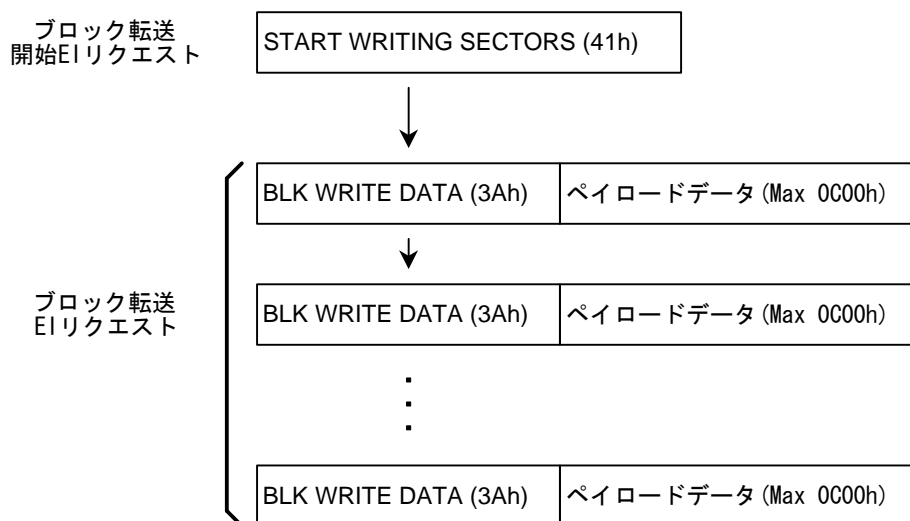 ブロック転送
開始EIリクエスト
START WRITING SECTORS (41h)
BLK WRITE DATA (3Ah)
ペイロードデータ(Max 0C00h)
ブロック転送
EIリクエスト
BLK WRITE DATA (3Ah)
ペイロードデータ(Max 0C00h)
BLK WRITE DATA (3Ah)
ペイロードデータ(Max 0C00h)